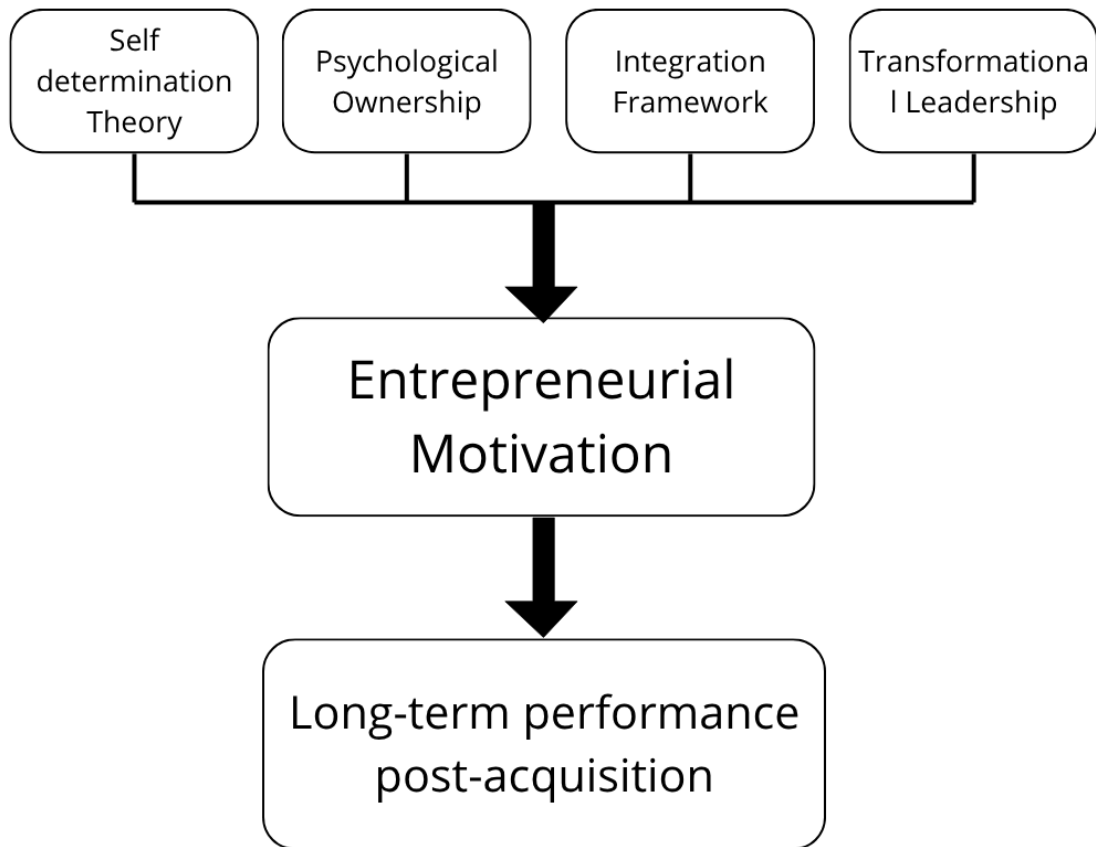 Self
determination
Theory
Psychological
Ownership
Integration
Framework
Transformationa
l Leadership
Entrepreneurial
Motivation
Long-term performance
post-acquisition